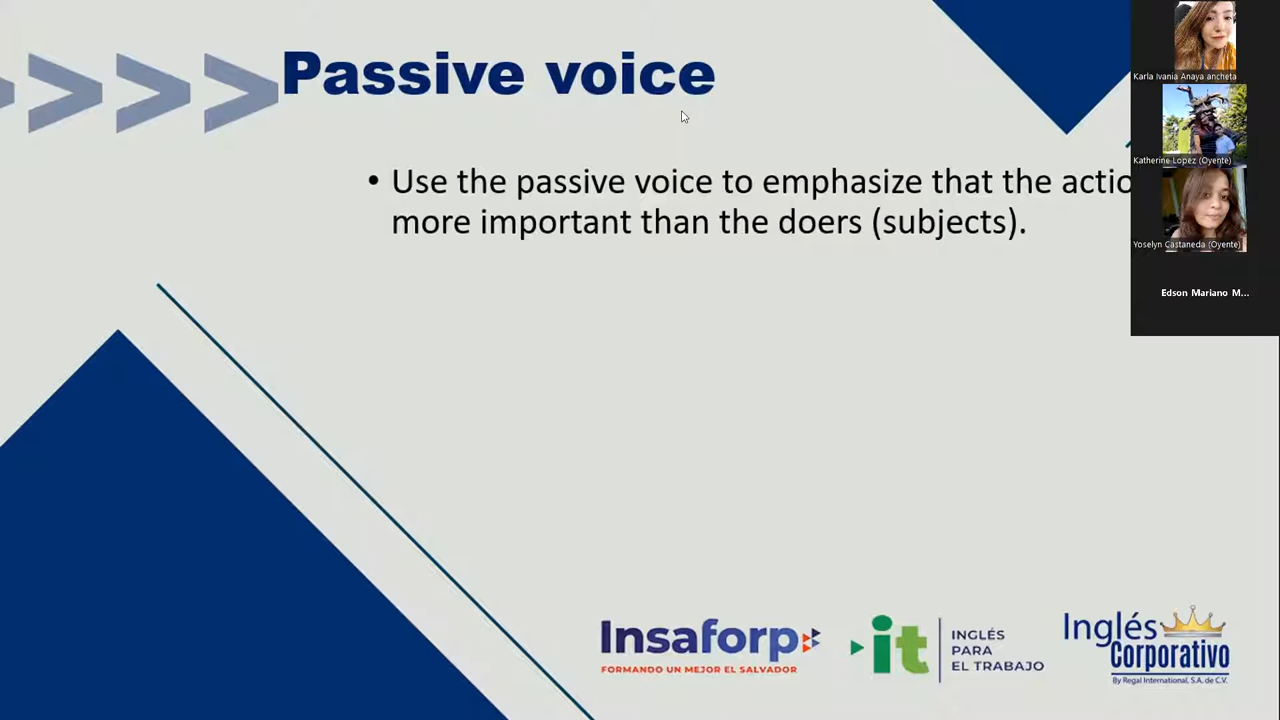 Passive voice
• Use the passive voice to emphasize that the actio
more important than the doers (subjects).
Karla Ivania Anaya ancheta
Katherine Lopez (Oyente)
Yoselyn Castaneda (Oyente)
Edson Mariano M...
Insaforp
FORMANDO UN MEJOR EL SALVADOR
it
INGLÉS
PARA
EL TRABAJO
Inglés
Corporativo
By Regal International, S.A. de C.V.